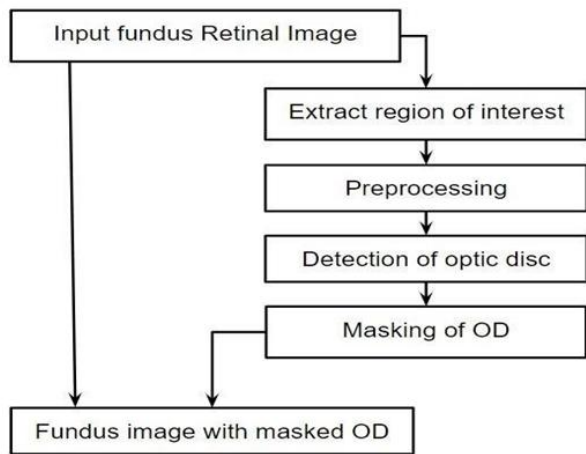 Input fundus Retinal Image
Extract region of interest
Preprocessing
Detection of optic disc
Masking of OD
Fundus image with masked OD